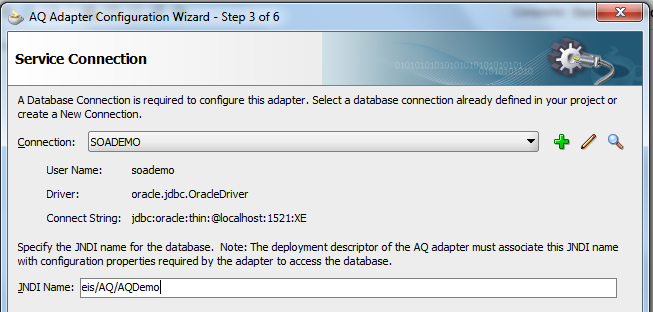 AQ Adapter Configuration Wizard - Step 3 of 6
Service Connection
A Database Connection is required to configure this adapter. Select a database connection already defined in your project or
create a New Connection.
Connection: SOADEMO
User Name: soademo
Driver: oracle.jdbc.OracleDriver
Connect String: jdbc:oracle:thin:@localhost:1521:XE
Specify the JNDI name for the database. Note: The deployment descriptor of the AQ adapter must associate this JNDI name
with configuration properties required by the adapter to access the database.
JNDI Name: eis/AQ/AQDemo